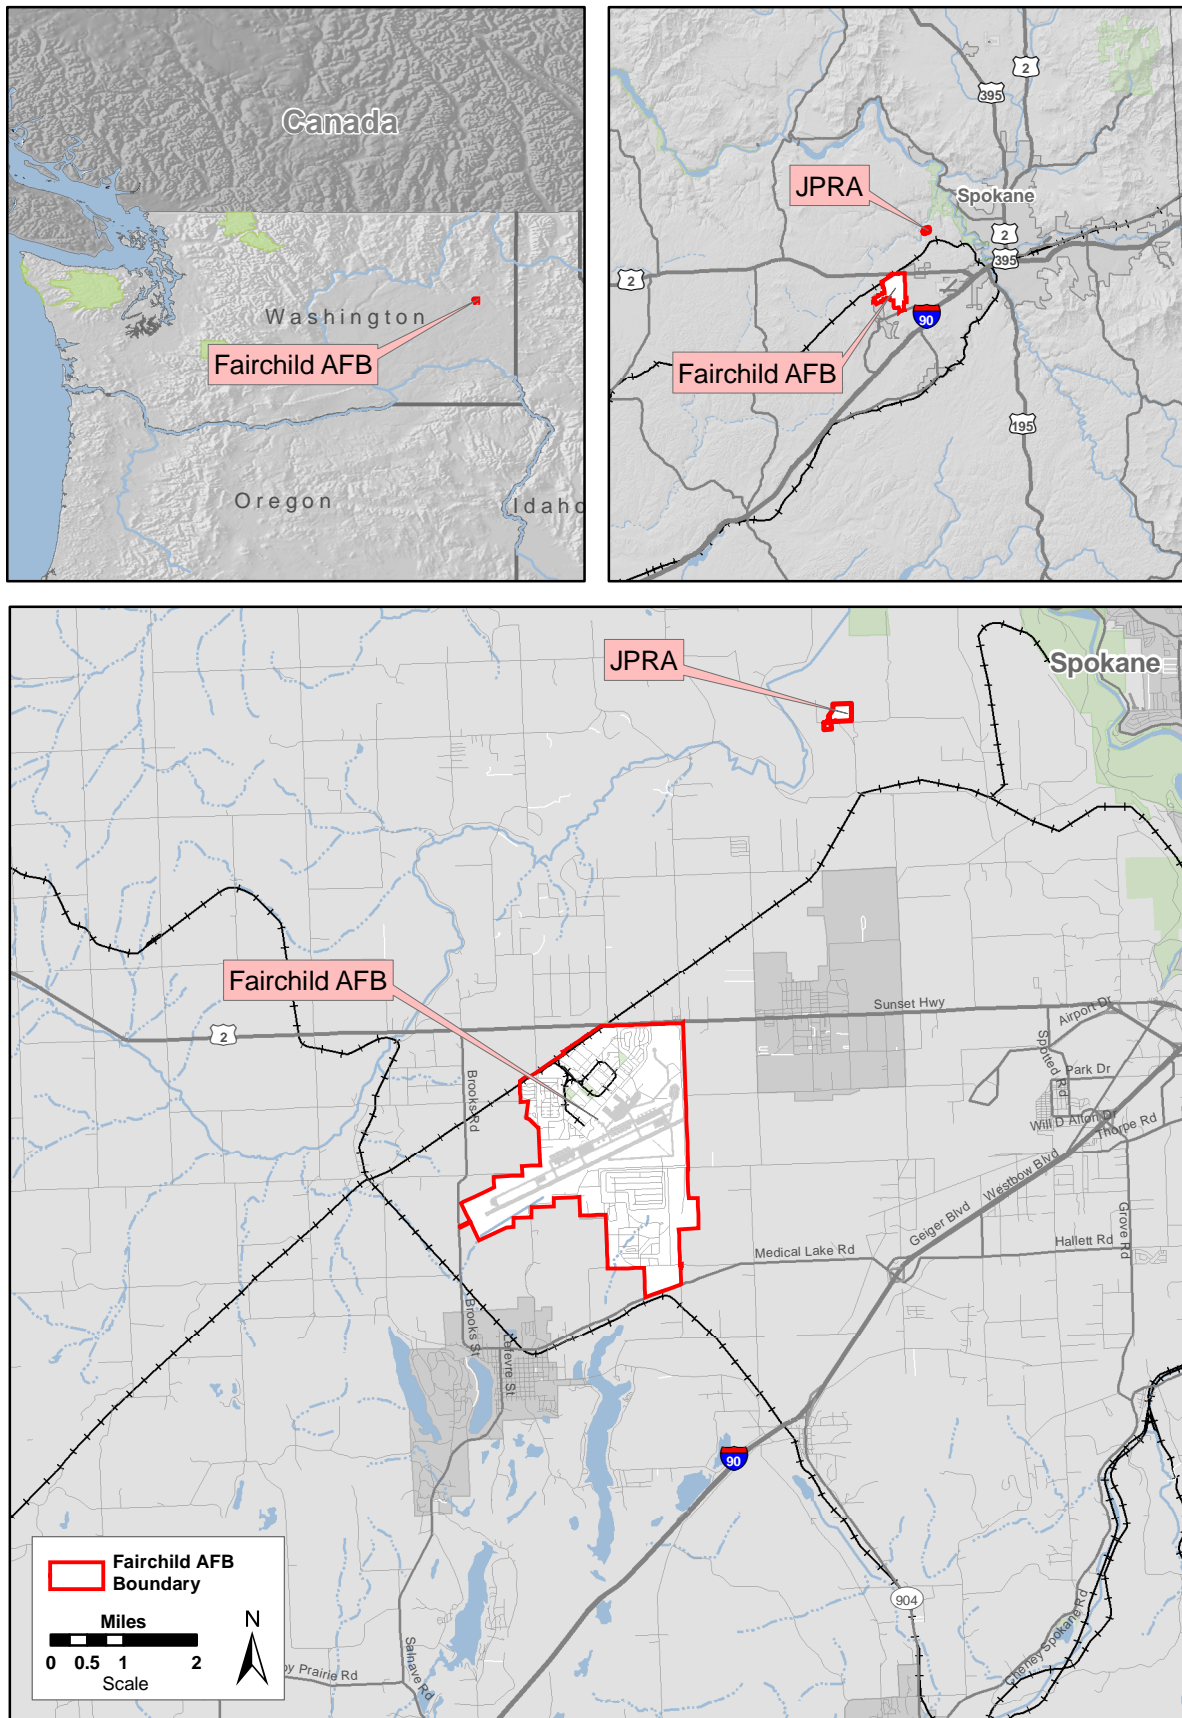 Canada
Washington
Fairchild AFB
Oregon
Idaho
2
395
JPRA
Spokane
2
395
2
90
Fairchild AFB
195
JPRA
Spokane
Fairchild AFB
2
Sunset Hwy
Airport Dr
Spotted Rd
Park Dr
Will D Alton Dr
Thorpe Rd
Westbow Blvd
Geiger Blvd
Grove Rd
Hallett Rd
Medical Lake Rd
Brooks Rd
Brooks St
Lefevre St
90
904
Cheney Spokane Rd
Salnave Rd
by Prairie Rd
Fairchild AFB
Boundary
Miles
0 0.5 1 2
Scale
N